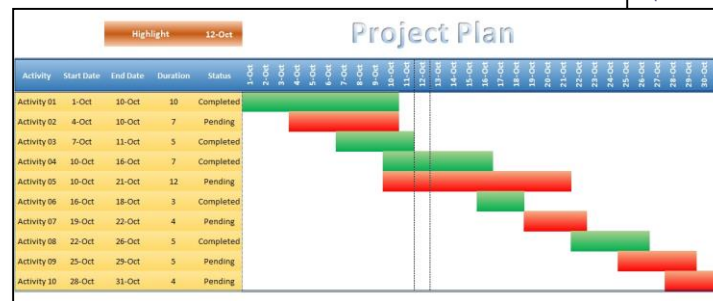 Highlight 12-Oct
Project Plan
Activity Start Date End Date Duration Status 1-Oct 2-Oct 3-Oct 4-Oct 5-Oct 6-Oct 7-Oct 8-Oct 9-Oct 10-Oct 11-Oct 12-Oct 13-Oct 14-Oct 15-Oct 16-Oct 17-Oct 18-Oct 19-Oct 20-Oct 21-Oct 22-Oct 23-Oct 24-Oct 25-Oct 26-Oct 27-Oct 28-Oct 29-Oct 30-Oct
Activity 01 1-Oct 10-Oct 10 Completed
Activity 02 4-Oct 10-Oct 7 Pending
Activity 03 7-Oct 11-Oct 5 Completed
Activity 04 10-Oct 16-Oct 7 Completed
Activity 05 10-Oct 21-Oct 12 Pending
Activity 06 16-Oct 18-Oct 3 Completed
Activity 07 19-Oct 22-Oct 4 Pending
Activity 08 22-Oct 26-Oct 5 Completed
Activity 09 25-Oct 29-Oct 5 Pending
Activity 10 28-Oct 31-Oct 4 Pending